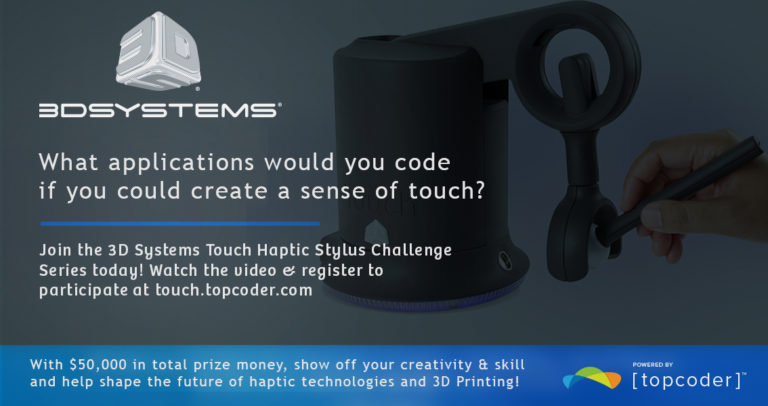 3DSYSTEMS®
What applications would you code
if you could create a sense of touch?
Join the 3D Systems Touch Haptic Stylus Challenge
Series today! Watch the video & register to
participate at touch.topcoder.com
With $50,000 in total prize money, show off your creativity & skill
and help shape the future of haptic technologies and 3D Printing!
POWERED BY
[topcoder]™